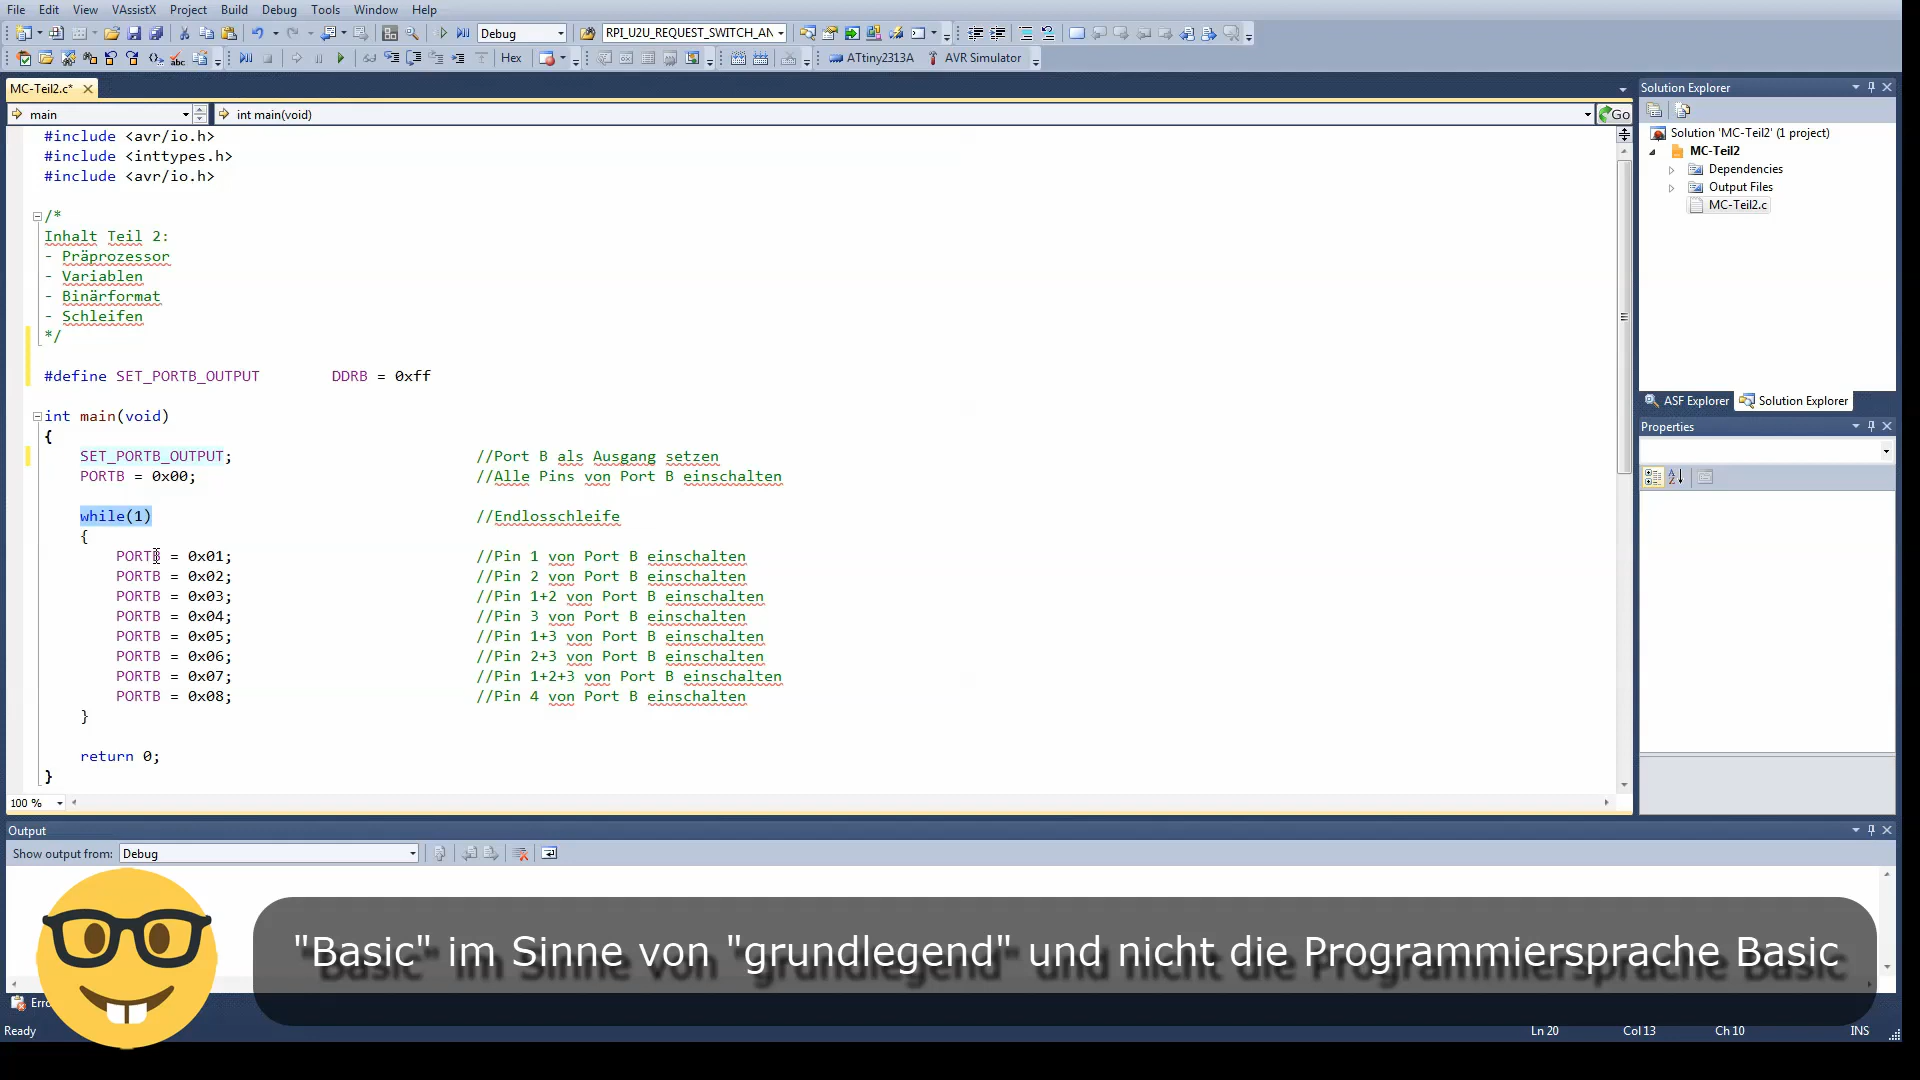 File Edit View VAssistX Project Build Debug Tools Window Help
Debug RPI_U2U_REQUEST_SWITCH_AN
Hex ATtiny2313A AVR Simulator
MC-Teil2.c*
main int main(void) Go
#include <avr/io.h>
#include <inttypes.h>
#include <avr/io.h>
/*
Inhalt Teil 2:
- Präprozessor
- Variablen
- Binärformat
- Schleifen
*/
#define SET_PORTB_OUTPUT DDRB = 0xff
int main(void)
{
SET_PORTB_OUTPUT; //Port B als Ausgang setzen
PORTB = 0x00; //Alle Pins von Port B einschalten
while(1) //Endlosschleife
{
PORTB = 0x01; //Pin 1 von Port B einschalten
PORTB = 0x02; //Pin 2 von Port B einschalten
PORTB = 0x03; //Pin 1+2 von Port B einschalten
PORTB = 0x04; //Pin 3 von Port B einschalten
PORTB = 0x05; //Pin 1+3 von Port B einschalten
PORTB = 0x06; //Pin 2+3 von Port B einschalten
PORTB = 0x07; //Pin 1+2+3 von Port B einschalten
PORTB = 0x08; //Pin 4 von Port B einschalten
}
return 0;
}
100 %
Solution Explorer
Solution 'MC-Teil2' (1 project)
MC-Teil2
Dependencies
Output Files
MC-Teil2.c
ASF Explorer Solution Explorer
Properties
Output
Show output from: Debug
"Basic" im Sinne von "grundlegend" und nicht die Programmiersprache Basic
Erro
Ready Ln 20 Col 13 Ch 10 INS